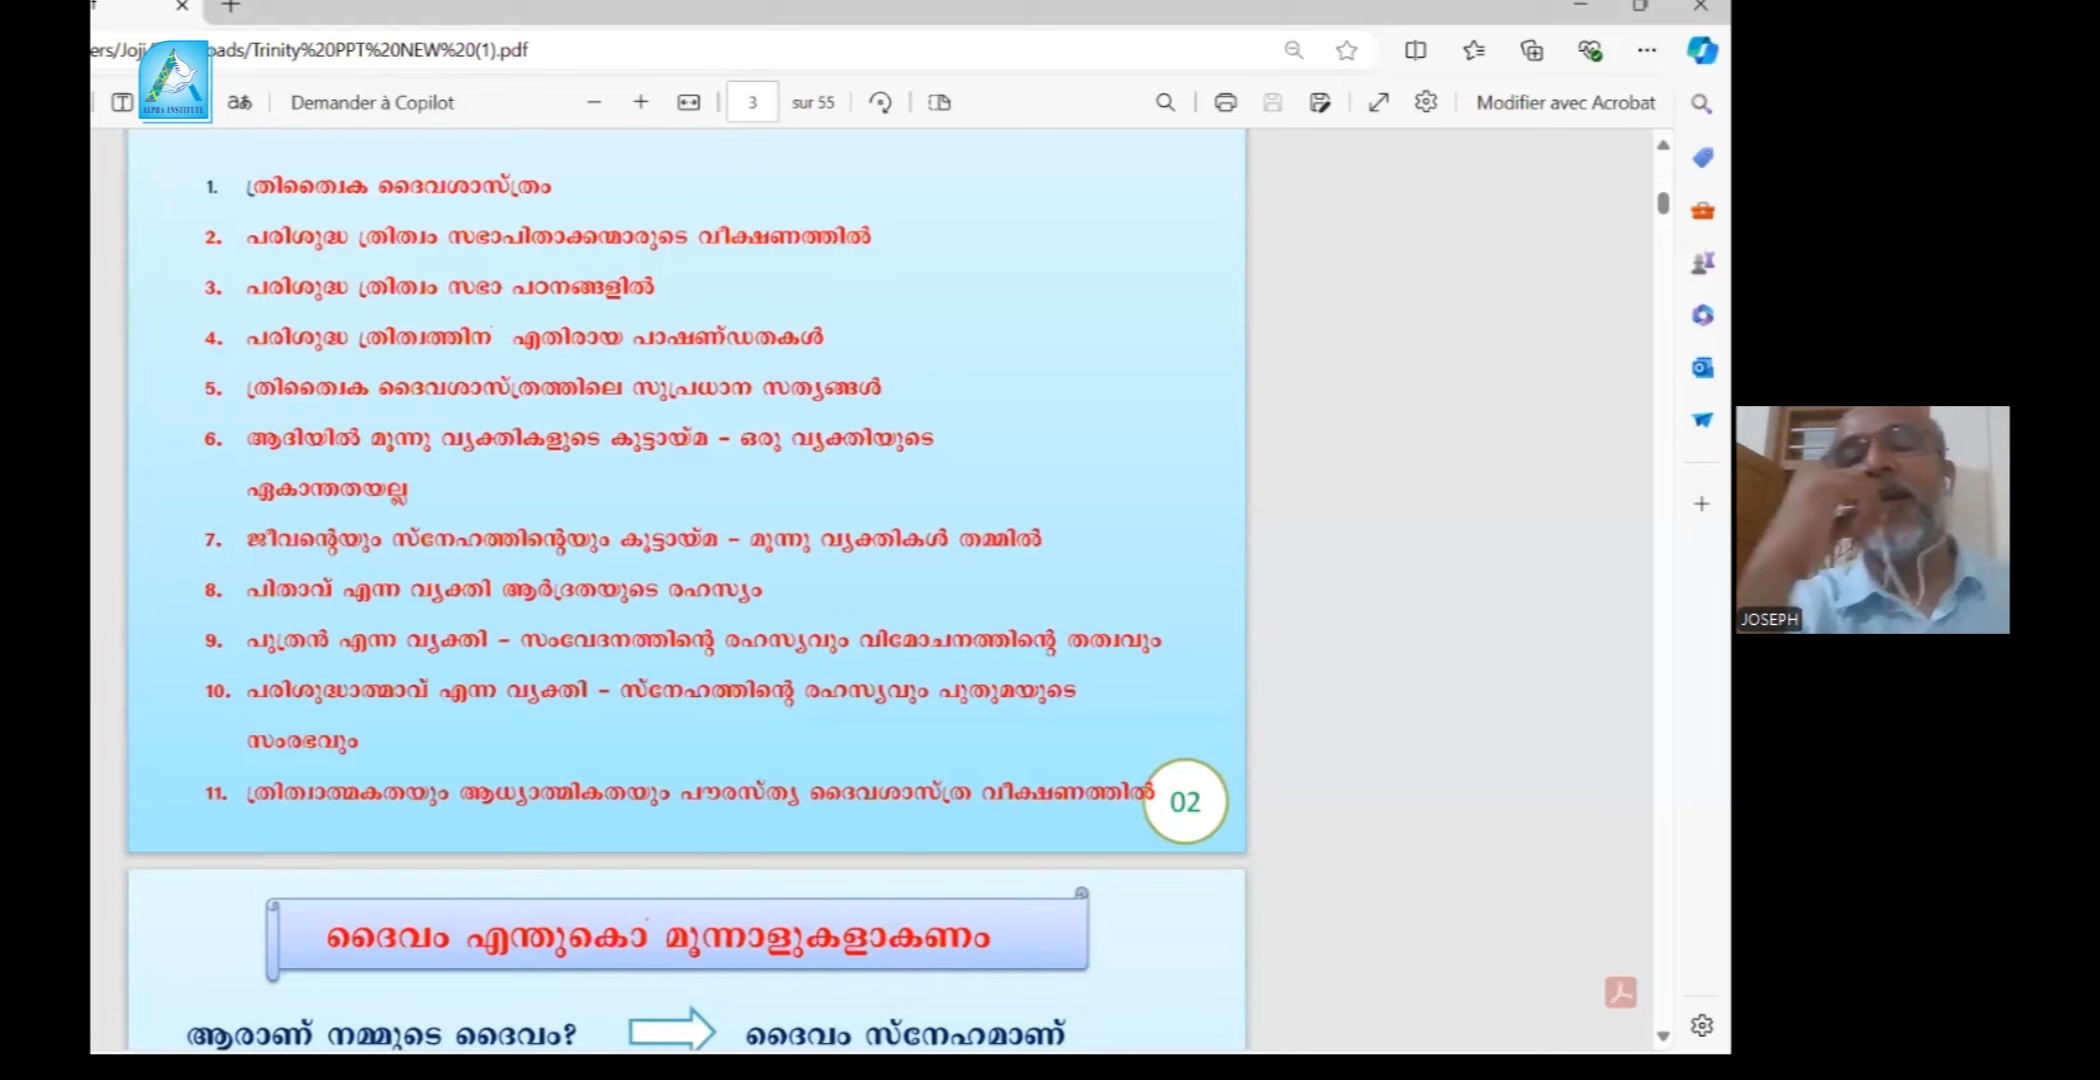 ers/Joji/ oads/Trinity%20PPT%20NEW%20(1).pdf
ALPHA INSTITUTE
Demander à Copilot
3 sur 55
Modifier avec Acrobat
1. ത്രിത്വൈക ദൈവശാസ്ത്രം
2. പരിശുദ്ധ ത്രിത്വം സഭാപിതാക്കന്മാരുടെ വീക്ഷണത്തിൽ
3. പരിശുദ്ധ ത്രിത്വം സഭാ പഠനങ്ങളിൽ
4. പരിശുദ്ധ ത്രിത്വത്തിന് എതിരായ പാഷണ്ഡതകൾ
5. ത്രിത്വൈക ദൈവശാസ്ത്രത്തിലെ സുപ്രധാന സത്യങ്ങൾ
6. ആദിയിൽ മൂന്നു വ്യക്തികളുടെ കൂട്ടായ്മ – ഒരു വ്യക്തിയുടെ
ഏകാന്തതയല്ല
7. ജീവന്റെയും സ്നേഹത്തിന്റെയും കൂട്ടായ്മ – മൂന്നു വ്യക്തികൾ തമ്മിൽ
8. പിതാവ് എന്ന വ്യക്തി ആർദ്രതയുടെ രഹസ്യം
9. പുത്രൻ എന്ന വ്യക്തി – സംവേദനത്തിന്റെ രഹസ്യവും വിമോചനത്തിന്റെ തത്വവും
10. പരിശുദ്ധാത്മാവ് എന്ന വ്യക്തി – സ്നേഹത്തിന്റെ രഹസ്യവും പുതുമയുടെ
സംരഭവും
11. ത്രിത്വാത്മകതയും ആധ്യാത്മികതയും പൗരസ്ത്യ ദൈവശാസ്ത്ര വീക്ഷണത്തിൽ
02
ദൈവം എന്തുകൊ് മൂന്നാളുകളാകണം
ആരാണ് നമ്മുടെ ദൈവം? ദൈവം സ്നേഹമാണ്
JOSEPH